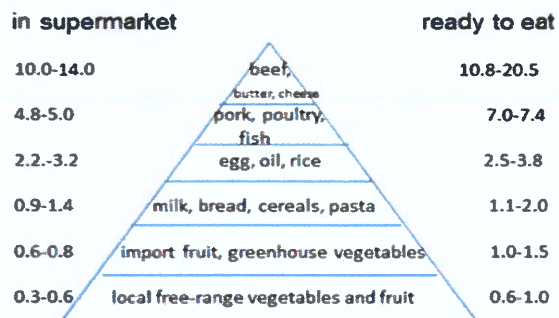 in supermarket ready to eat
10.0-14.0 beef, 10.8-20.5
butter, cheese
4.8-5.0 pork, poultry, 7.0-7.4
fish
2.2.-3.2 egg, oil, rice 2.5-3.8
0.9-1.4 milk, bread, cereals, pasta 1.1-2.0
0.6-0.8 import fruit, greenhouse vegetables 1.0-1.5
0.3-0.6 local free-range vegetables and fruit 0.6-1.0